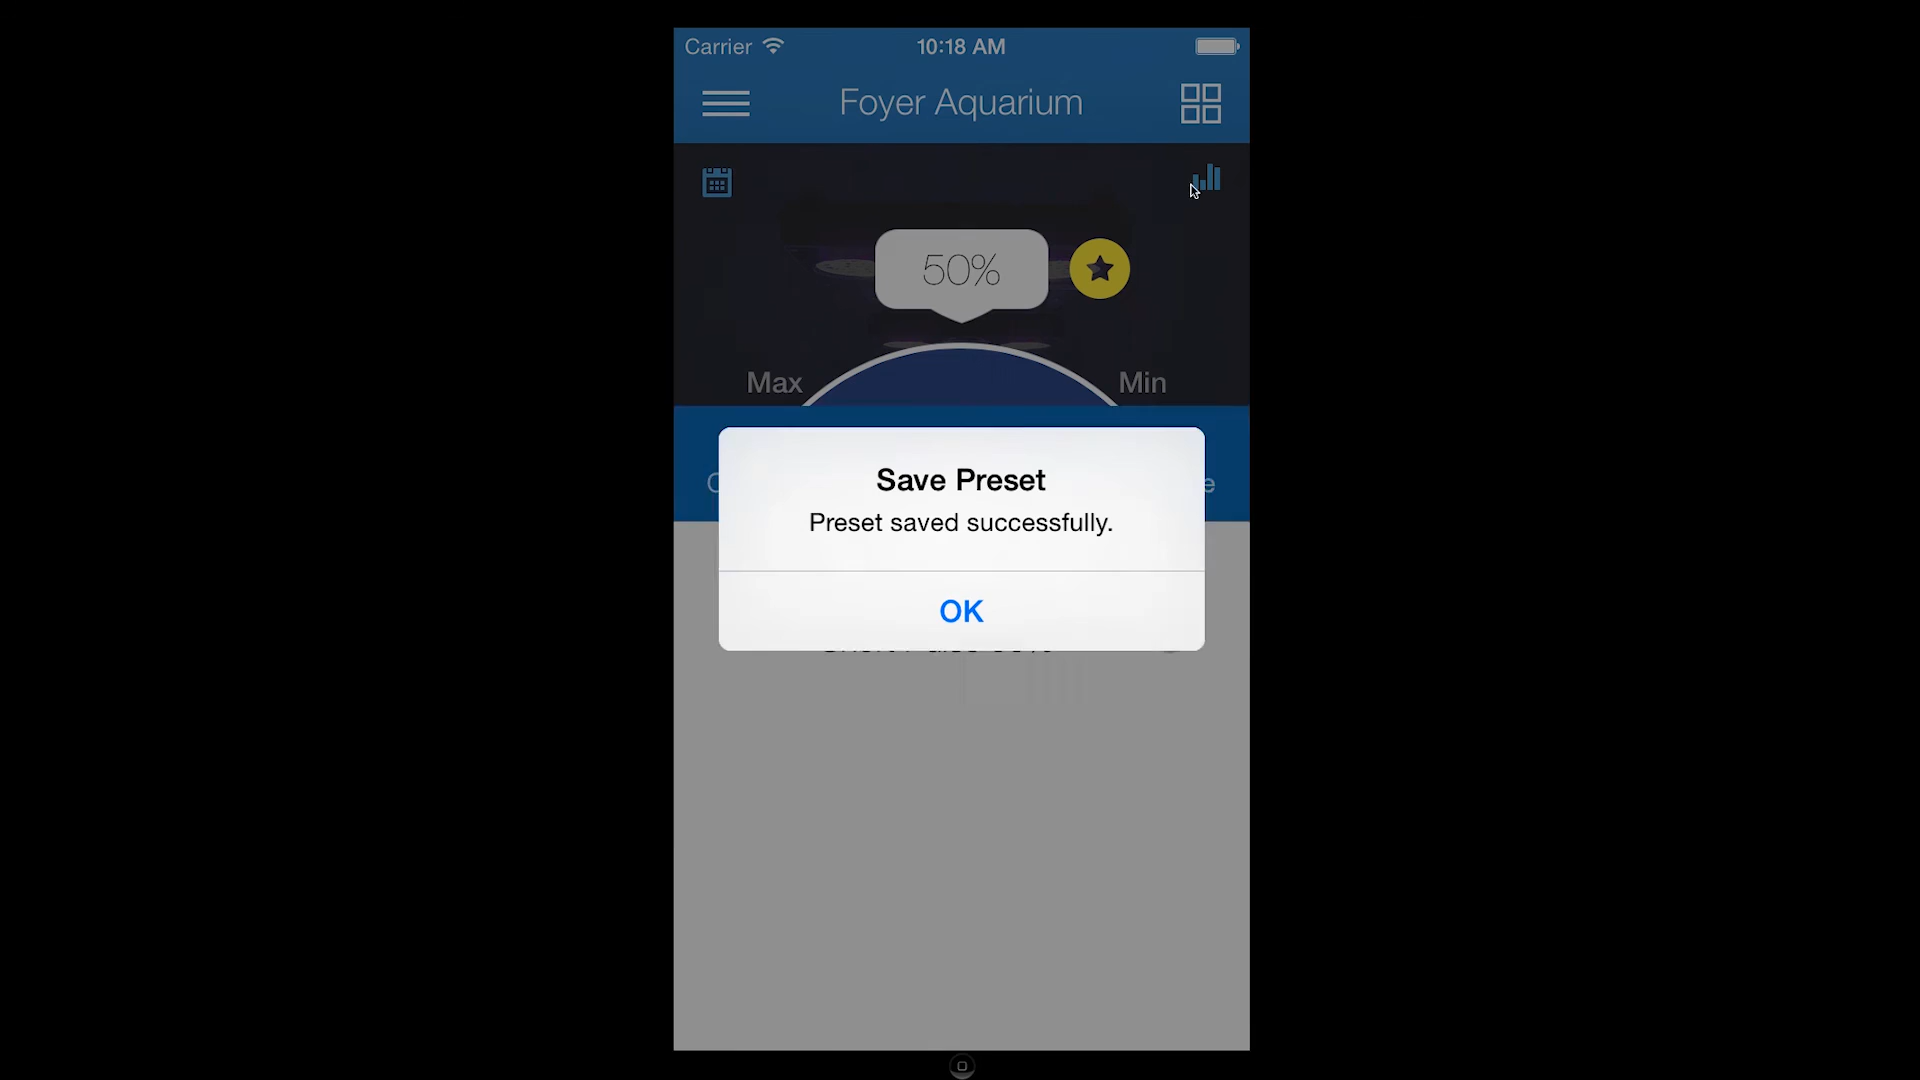 Carrier
10:18 AM
Foyer Aquarium
50%
Max
Min
Save Preset
Preset saved successfully.
OK